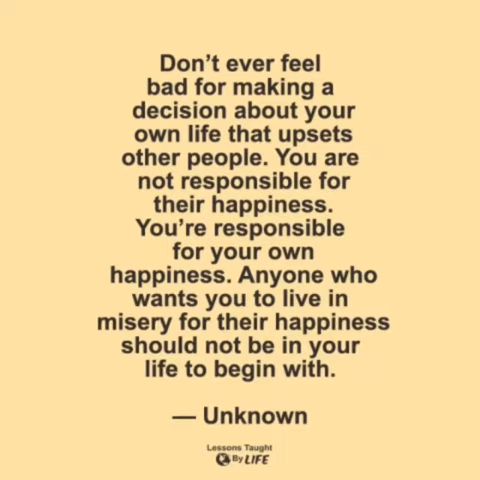 Don't ever feel
bad for making a
decision about your
own life that upsets
other people. You are
not responsible for
their happiness.
You're responsible
for your own
happiness. Anyone who
wants you to live in
misery for their happiness
should not be in your
life to begin with.
— Unknown
Lessons Taught
By LIFE